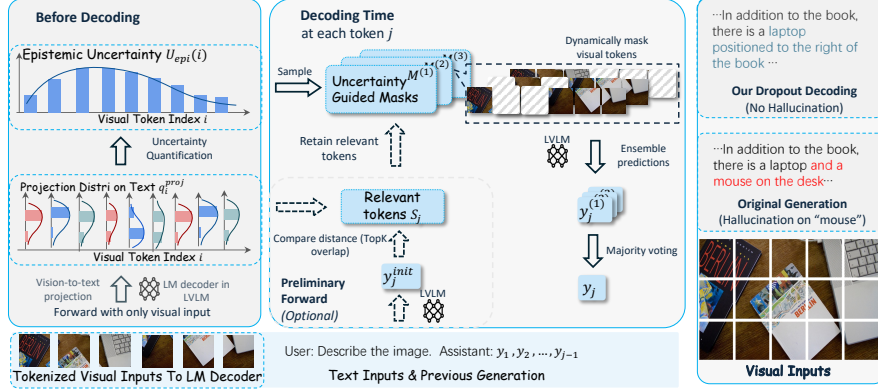 Before Decoding
Epistemic Uncertainty U_epi(i)
Visual Token Index i
Uncertainty
Quantification
Projection Distri on Text q_i^proj
Visual Token Index i
Vision-to-text
projection
LM decoder in
LVLM
Forward with only visual input
Tokenized Visual Inputs To LM Decoder
Decoding Time
at each token j
Sample
Uncertainty
Guided Masks
M^(1)
M^(2)
M^(3)
Dynamically mask
visual tokens
Retain relevant
tokens
LVLM
Ensemble
predictions
Relevant
tokens S_j
Compare distance (TopK
overlap)
y_j^init
Preliminary
Forward
(Optional)
LVLM
y_j^(1)
Majority voting
y_j
User: Describe the image. Assistant: y_1, y_2, ..., y_{j-1}
Text Inputs & Previous Generation
···In addition to the book,
there is a laptop
positioned to the right of
the book ···
Our Dropout Decoding
(No Hallucination)
···In addition to the book,
there is a laptop and a
mouse on the desk···
Original Generation
(Hallucination on “mouse”)
BERLIN
Visual Inputs